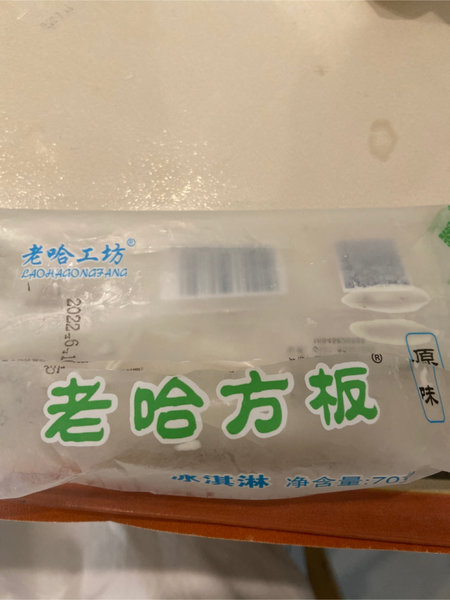 老哈工坊®
LAOHAGONGFANG
2022.6.1
原味
老哈方板®
冰淇淋 净含量:70